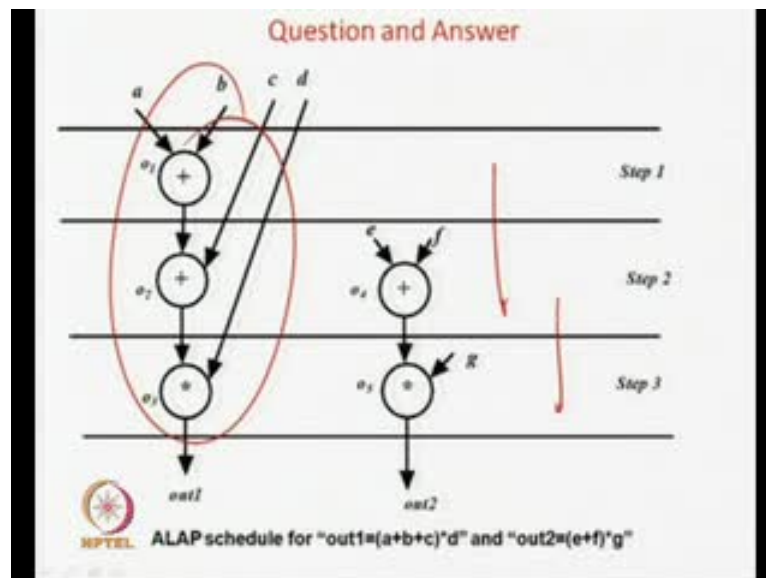 Question and Answer
a b c d
o1 + Step 1
e f
o2 + o4 + Step 2
g
o3 * o5 * Step 3
out1 out2
NPTEL
ALAP schedule for “out1=(a+b+c)*d” and “out2=(e+f)*g”